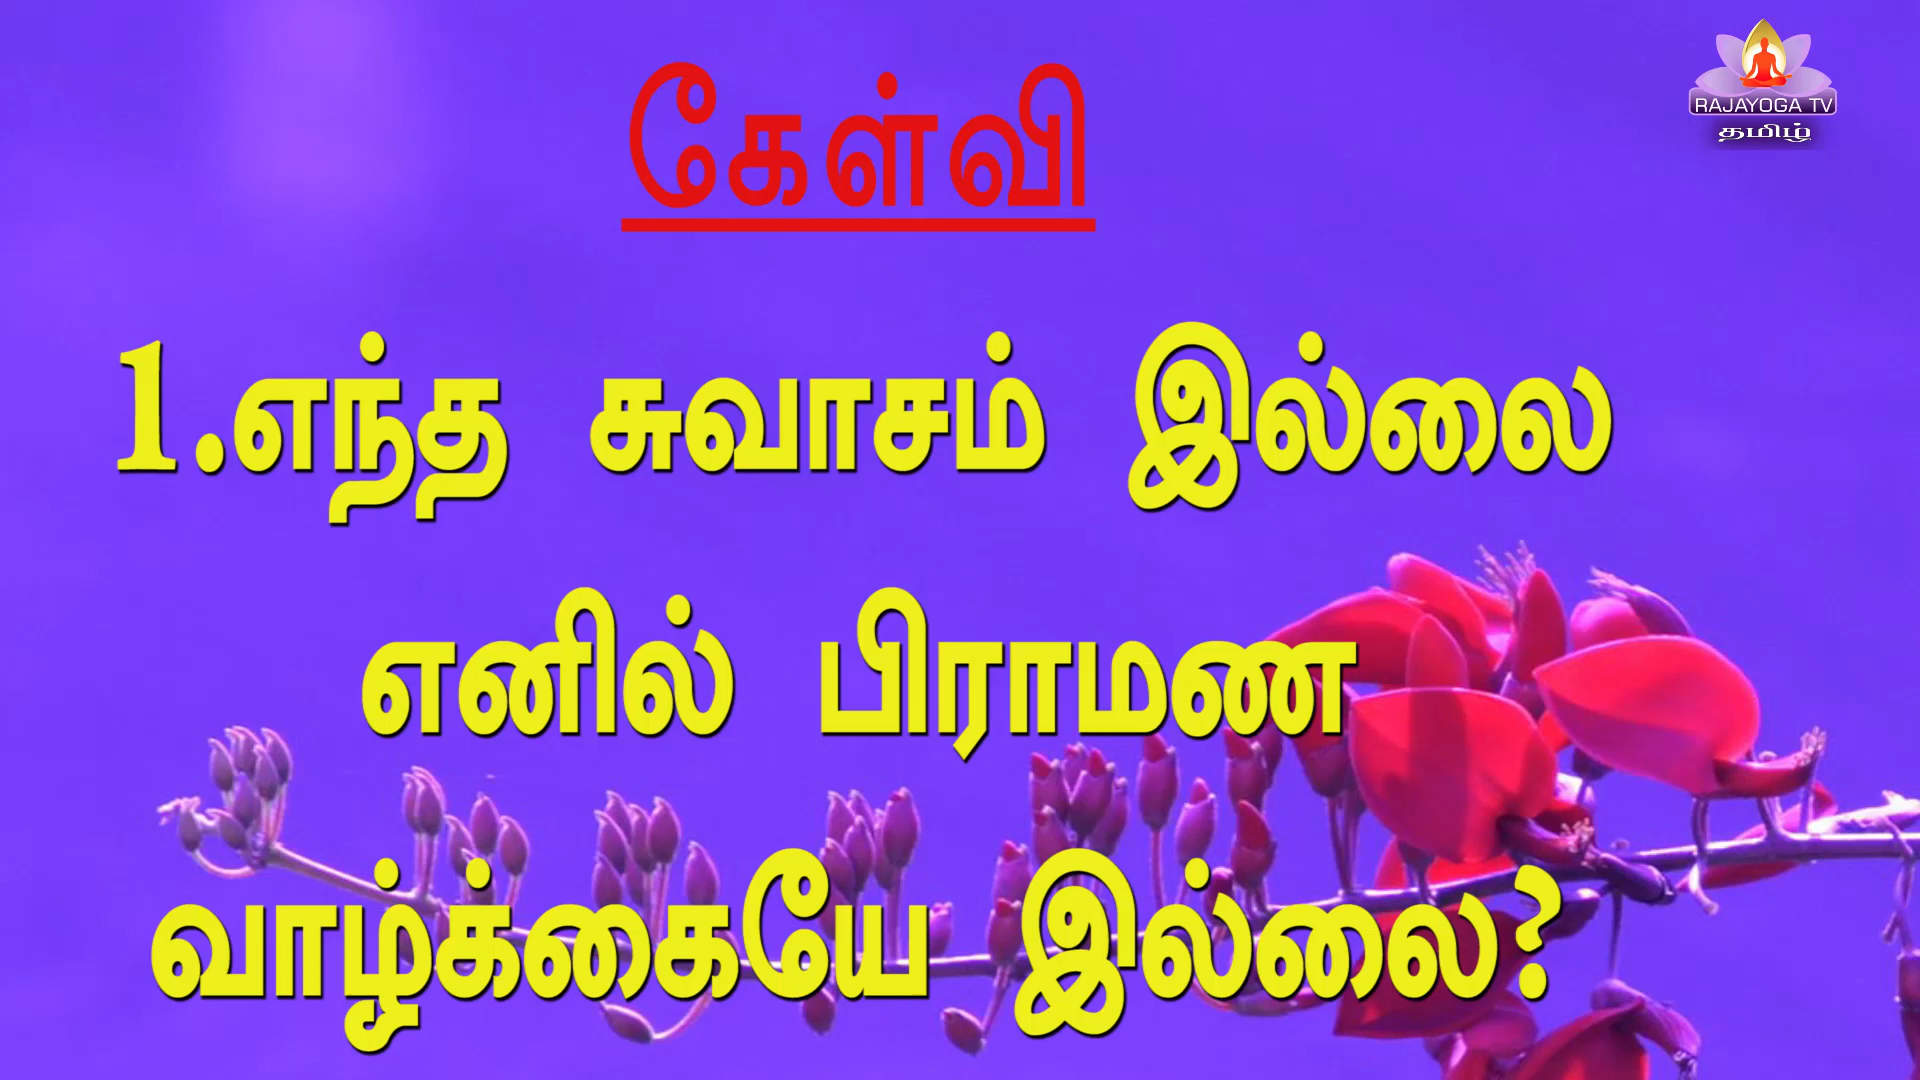 கேள்வி
RAJAYOGA TV
தமிழ்
1.எந்த சுவாசம் இல்லை
எனில் பிராமண
வாழ்க்கையே இல்லை?